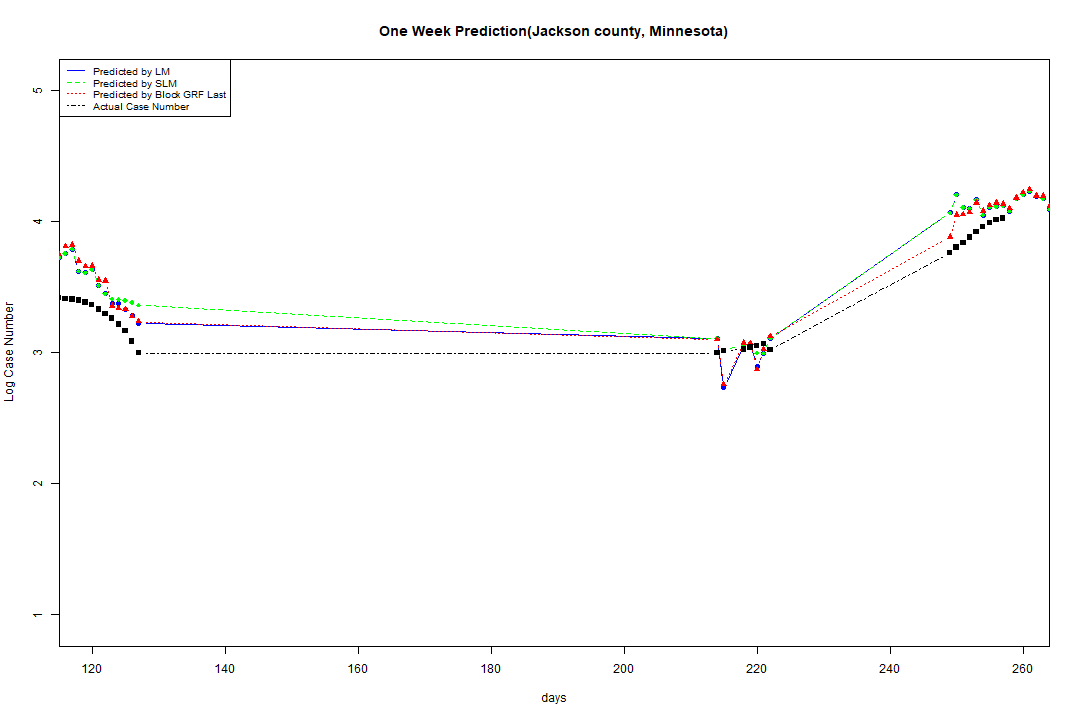 One Week Prediction(Jackson county, Minnesota)
Predicted by LM
Predicted by SLM
Predicted by Block GRF Last
Actual Case Number
5
4
3
2
1
Log Case Number
120 140 160 180 200 220 240 260
days